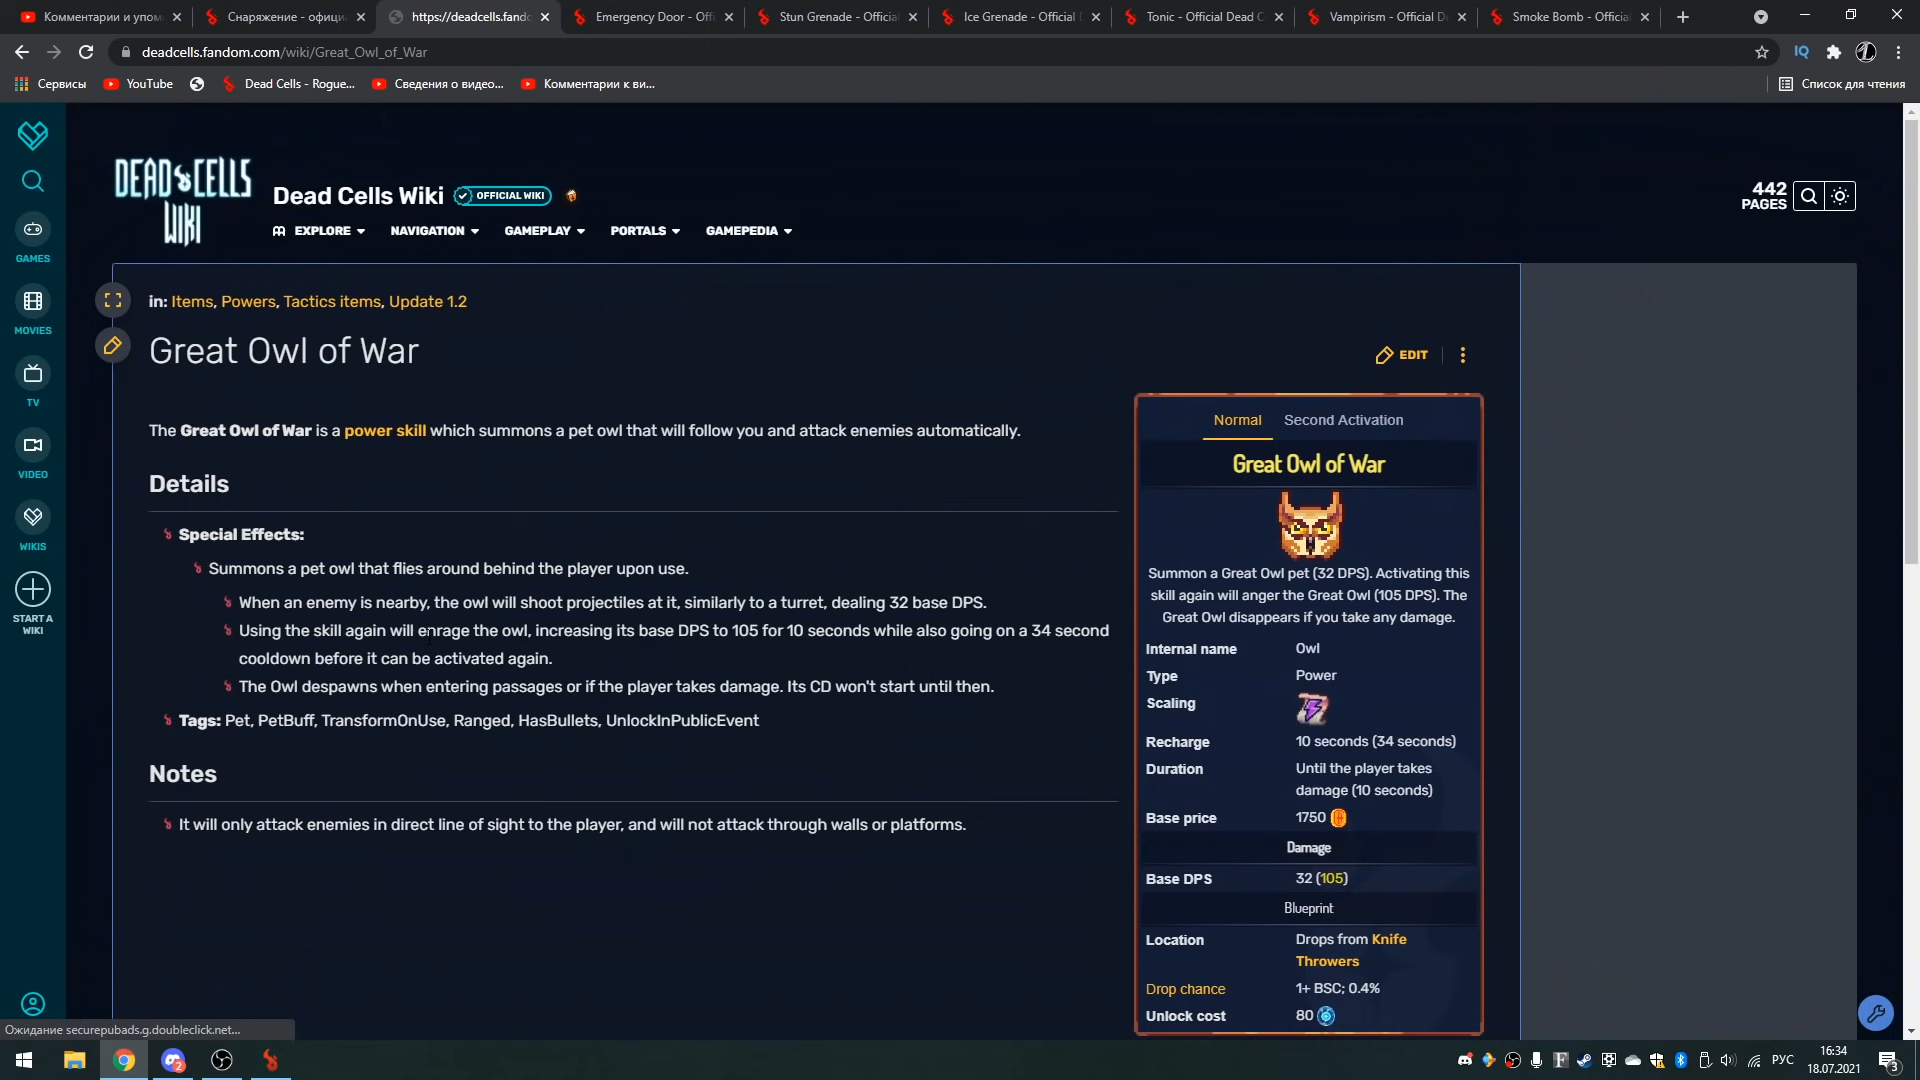 Комментарии и упом
Снаряжение - официа
https://deadcells.fando
Emergency Door - Offi
Stun Grenade - Official
Ice Grenade - Official
Tonic - Official Dead C
Vampirism - Official De
Smoke Bomb - Official
deadcells.fandom.com/wiki/Great_Owl_of_War
IQ
Сервисы
YouTube
Dead Cells - Rogue...
Сведения о видео...
Комментарии к ви...
Список для чтения
DEAD CELLS
WIKI
Dead Cells Wiki
OFFICIAL WIKI
442
PAGES
EXPLORE
NAVIGATION
GAMEPLAY
PORTALS
GAMEPEDIA
GAMES
MOVIES
TV
VIDEO
WIKIS
START A
WIKI
in: Items, Powers, Tactics items, Update 1.2
Great Owl of War
EDIT
The Great Owl of War is a power skill which summons a pet owl that will follow you and attack enemies automatically.
Details
Special Effects:
Summons a pet owl that flies around behind the player upon use.
When an enemy is nearby, the owl will shoot projectiles at it, similarly to a turret, dealing 32 base DPS.
Using the skill again will enrage the owl, increasing its base DPS to 105 for 10 seconds while also going on a 34 second
cooldown before it can be activated again.
The Owl despawns when entering passages or if the player takes damage. Its CD won't start until then.
Tags: Pet, PetBuff, TransformOnUse, Ranged, HasBullets, UnlockInPublicEvent
Notes
It will only attack enemies in direct line of sight to the player, and will not attack through walls or platforms.
Normal
Second Activation
Great Owl of War
Summon a Great Owl pet (32 DPS). Activating this
skill again will anger the Great Owl (105 DPS). The
Great Owl disappears if you take any damage.
Internal name Owl
Type Power
Scaling
Recharge 10 seconds (34 seconds)
Duration Until the player takes
damage (10 seconds)
Base price 1750
Damage
Base DPS 32 (105)
Blueprint
Location Drops from Knife
Throwers
Drop chance 1+ BSC; 0.4%
Unlock cost 80
Ожидание securepubads.g.doubleclick.net...
2
РУС
16:34
18.07.2021
3